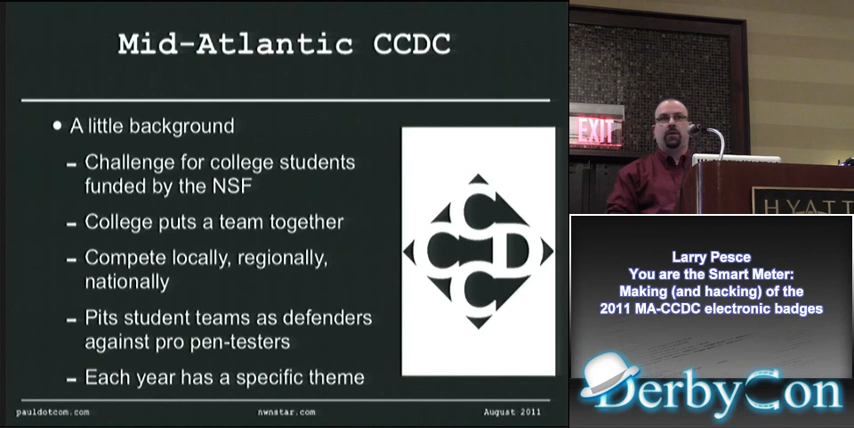 Mid-Atlantic CCDC
• A little background
– Challenge for college students
funded by the NSF
– College puts a team together
– Compete locally, regionally,
nationally
– Pits student teams as defenders
against pro pen-testers
– Each year has a specific theme
C
C D
C
pauldotcom.com
nwnstar.com
August 2011
EXIT
HYATT
Larry Pesce
You are the Smart Meter:
Making (and hacking) of the
2011 MA-CCDC electronic badges
DerbyCon